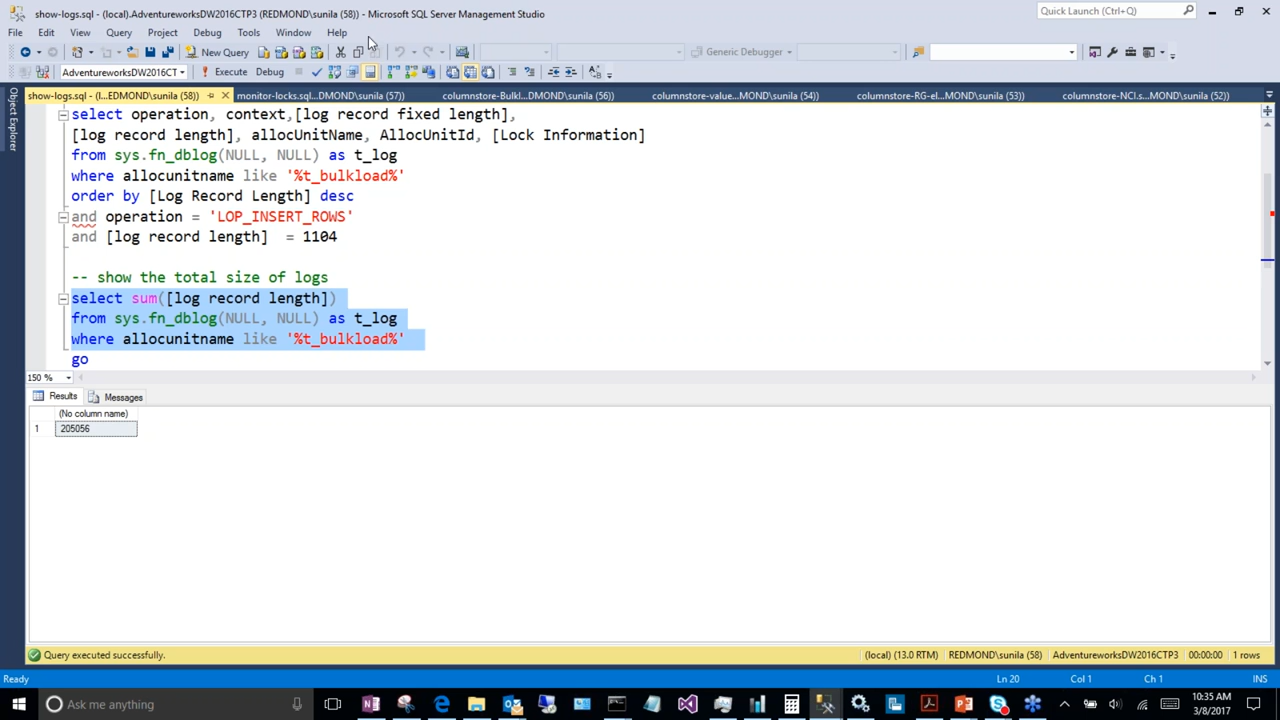 show-logs.sql - (local).AdventureworksDW2016CTP3 (REDMOND\sunila (58)) - Microsoft SQL Server Management Studio
Quick Launch (Ctrl+Q)
File Edit View Query Project Debug Tools Window Help
New Query
Generic Debugger
AdventureworksDW2016CT
Execute Debug
show-logs.sql - (l...EDMOND\sunila (58))
monitor-locks.sql...DMOND\sunila (57))
columnstore-Bulkl...DMOND\sunila (56))
columnstore-value...MOND\sunila (54))
columnstore-RG-el...MOND\sunila (53))
columnstore-NCI.s...MOND\sunila (52))
Object Explorer
select operation, context,[log record fixed length],
[log record length], allocUnitName, AllocUnitId, [Lock Information]
from sys.fn_dblog(NULL, NULL) as t_log
where allocunitname like '%t_bulkload%'
order by [Log Record Length] desc
and operation = 'LOP_INSERT_ROWS'
and [log record length]  = 1104
-- show the total size of logs
select sum([log record length])
from sys.fn_dblog(NULL, NULL) as t_log
where allocunitname like '%t_bulkload%'
go
150 %
Results Messages
(No column name)
1 205056
Query executed successfully.
(local) (13.0 RTM) REDMOND\sunila (58) AdventureworksDW2016CTP3 00:00:00 1 rows
Ready
Ln 20 Col 1 Ch 1 INS
Ask me anything
10:35 AM
3/8/2017